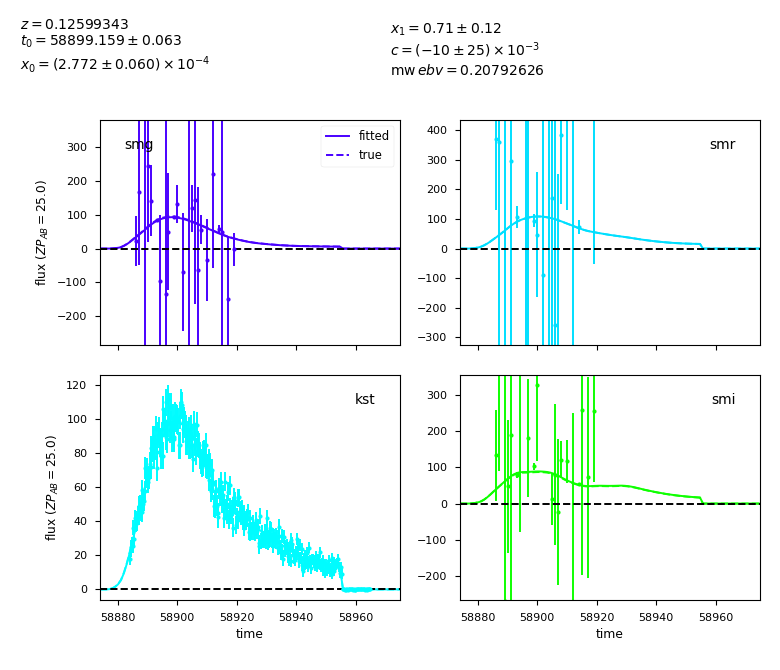 z = 0.12599343
t₀ = 58899.159 ± 0.063
x₀ = (2.772 ± 0.060) × 10⁻⁴
x₁ = 0.71 ± 0.12
c = (−10 ± 25) × 10⁻³
mw ebv = 0.20792626
smg
fitted
true
300
200
100
0
−100
−200
flux (ZP_AB = 25.0)
smr
400
300
200
100
0
−100
−200
−300
kst
120
100
80
60
40
20
0
flux (ZP_AB = 25.0)
58880 58900 58920 58940 58960
time
smi
300
200
100
0
−100
−200
58880 58900 58920 58940 58960
time